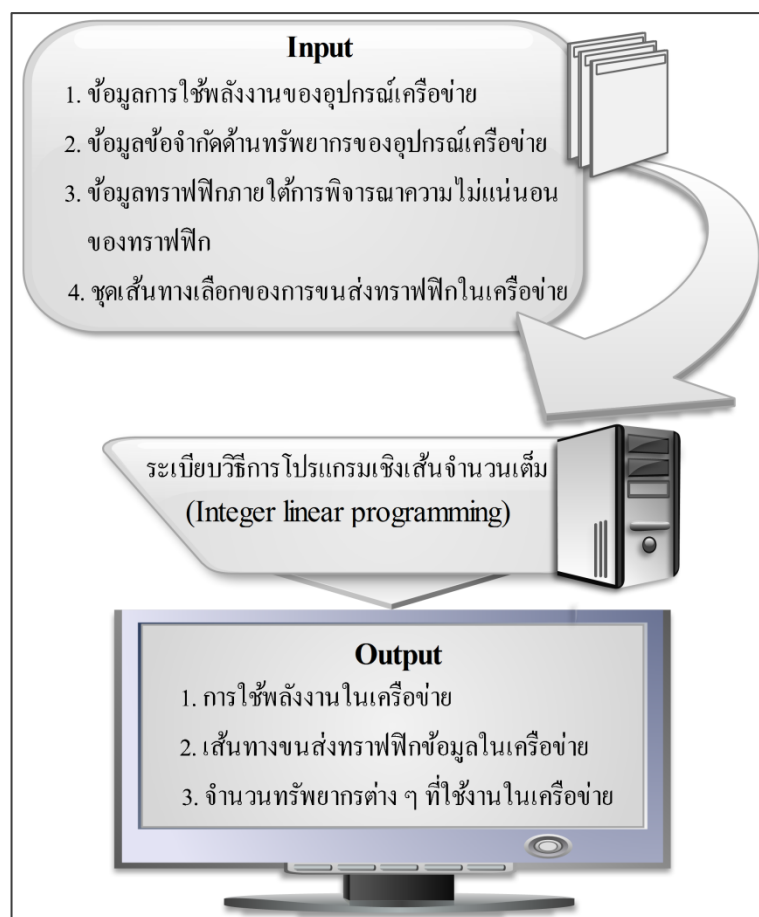 Input
1. ข้อมูลการใช้พลังงานของอุปกรณ์เครือข่าย
2. ข้อมูลข้อจำกัดด้านทรัพยากรของอุปกรณ์เครือข่าย
3. ข้อมูลทราฟฟิกภายใต้การพิจารณาความไม่แน่นอน
ของทราฟฟิก
4. ชุดเส้นทางเลือกของการขนส่งทราฟฟิกในเครือข่าย
ระเบียบวิธีการโปรแกรมเชิงเส้นจำนวนเต็ม
(Integer linear programming)
Output
1. การใช้พลังงานในเครือข่าย
2. เส้นทางขนส่งทราฟฟิกข้อมูลในเครือข่าย
3. จำนวนทรัพยากรต่าง ๆ ที่ใช้งานในเครือข่าย